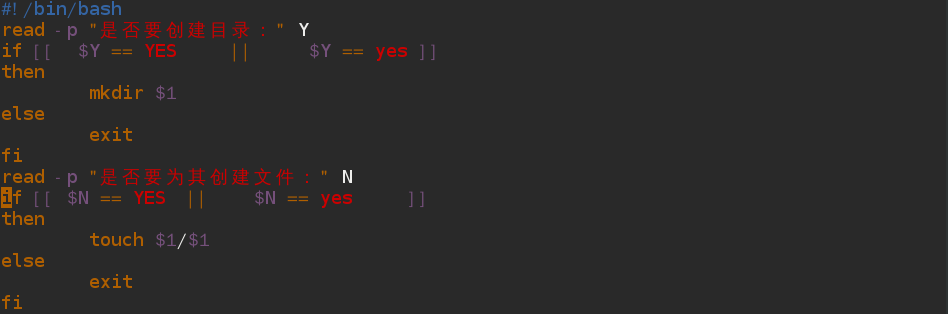 #!/bin/bash
read -p "是否要创建目录：" Y
if [[  $Y == YES    ||     $Y == yes ]]
then
        mkdir $1
else
        exit
fi
read -p "是否要为其创建文件：" N
if [[ $N == YES  ||    $N == yes    ]]
then
        touch $1/$1
else
        exit
fi